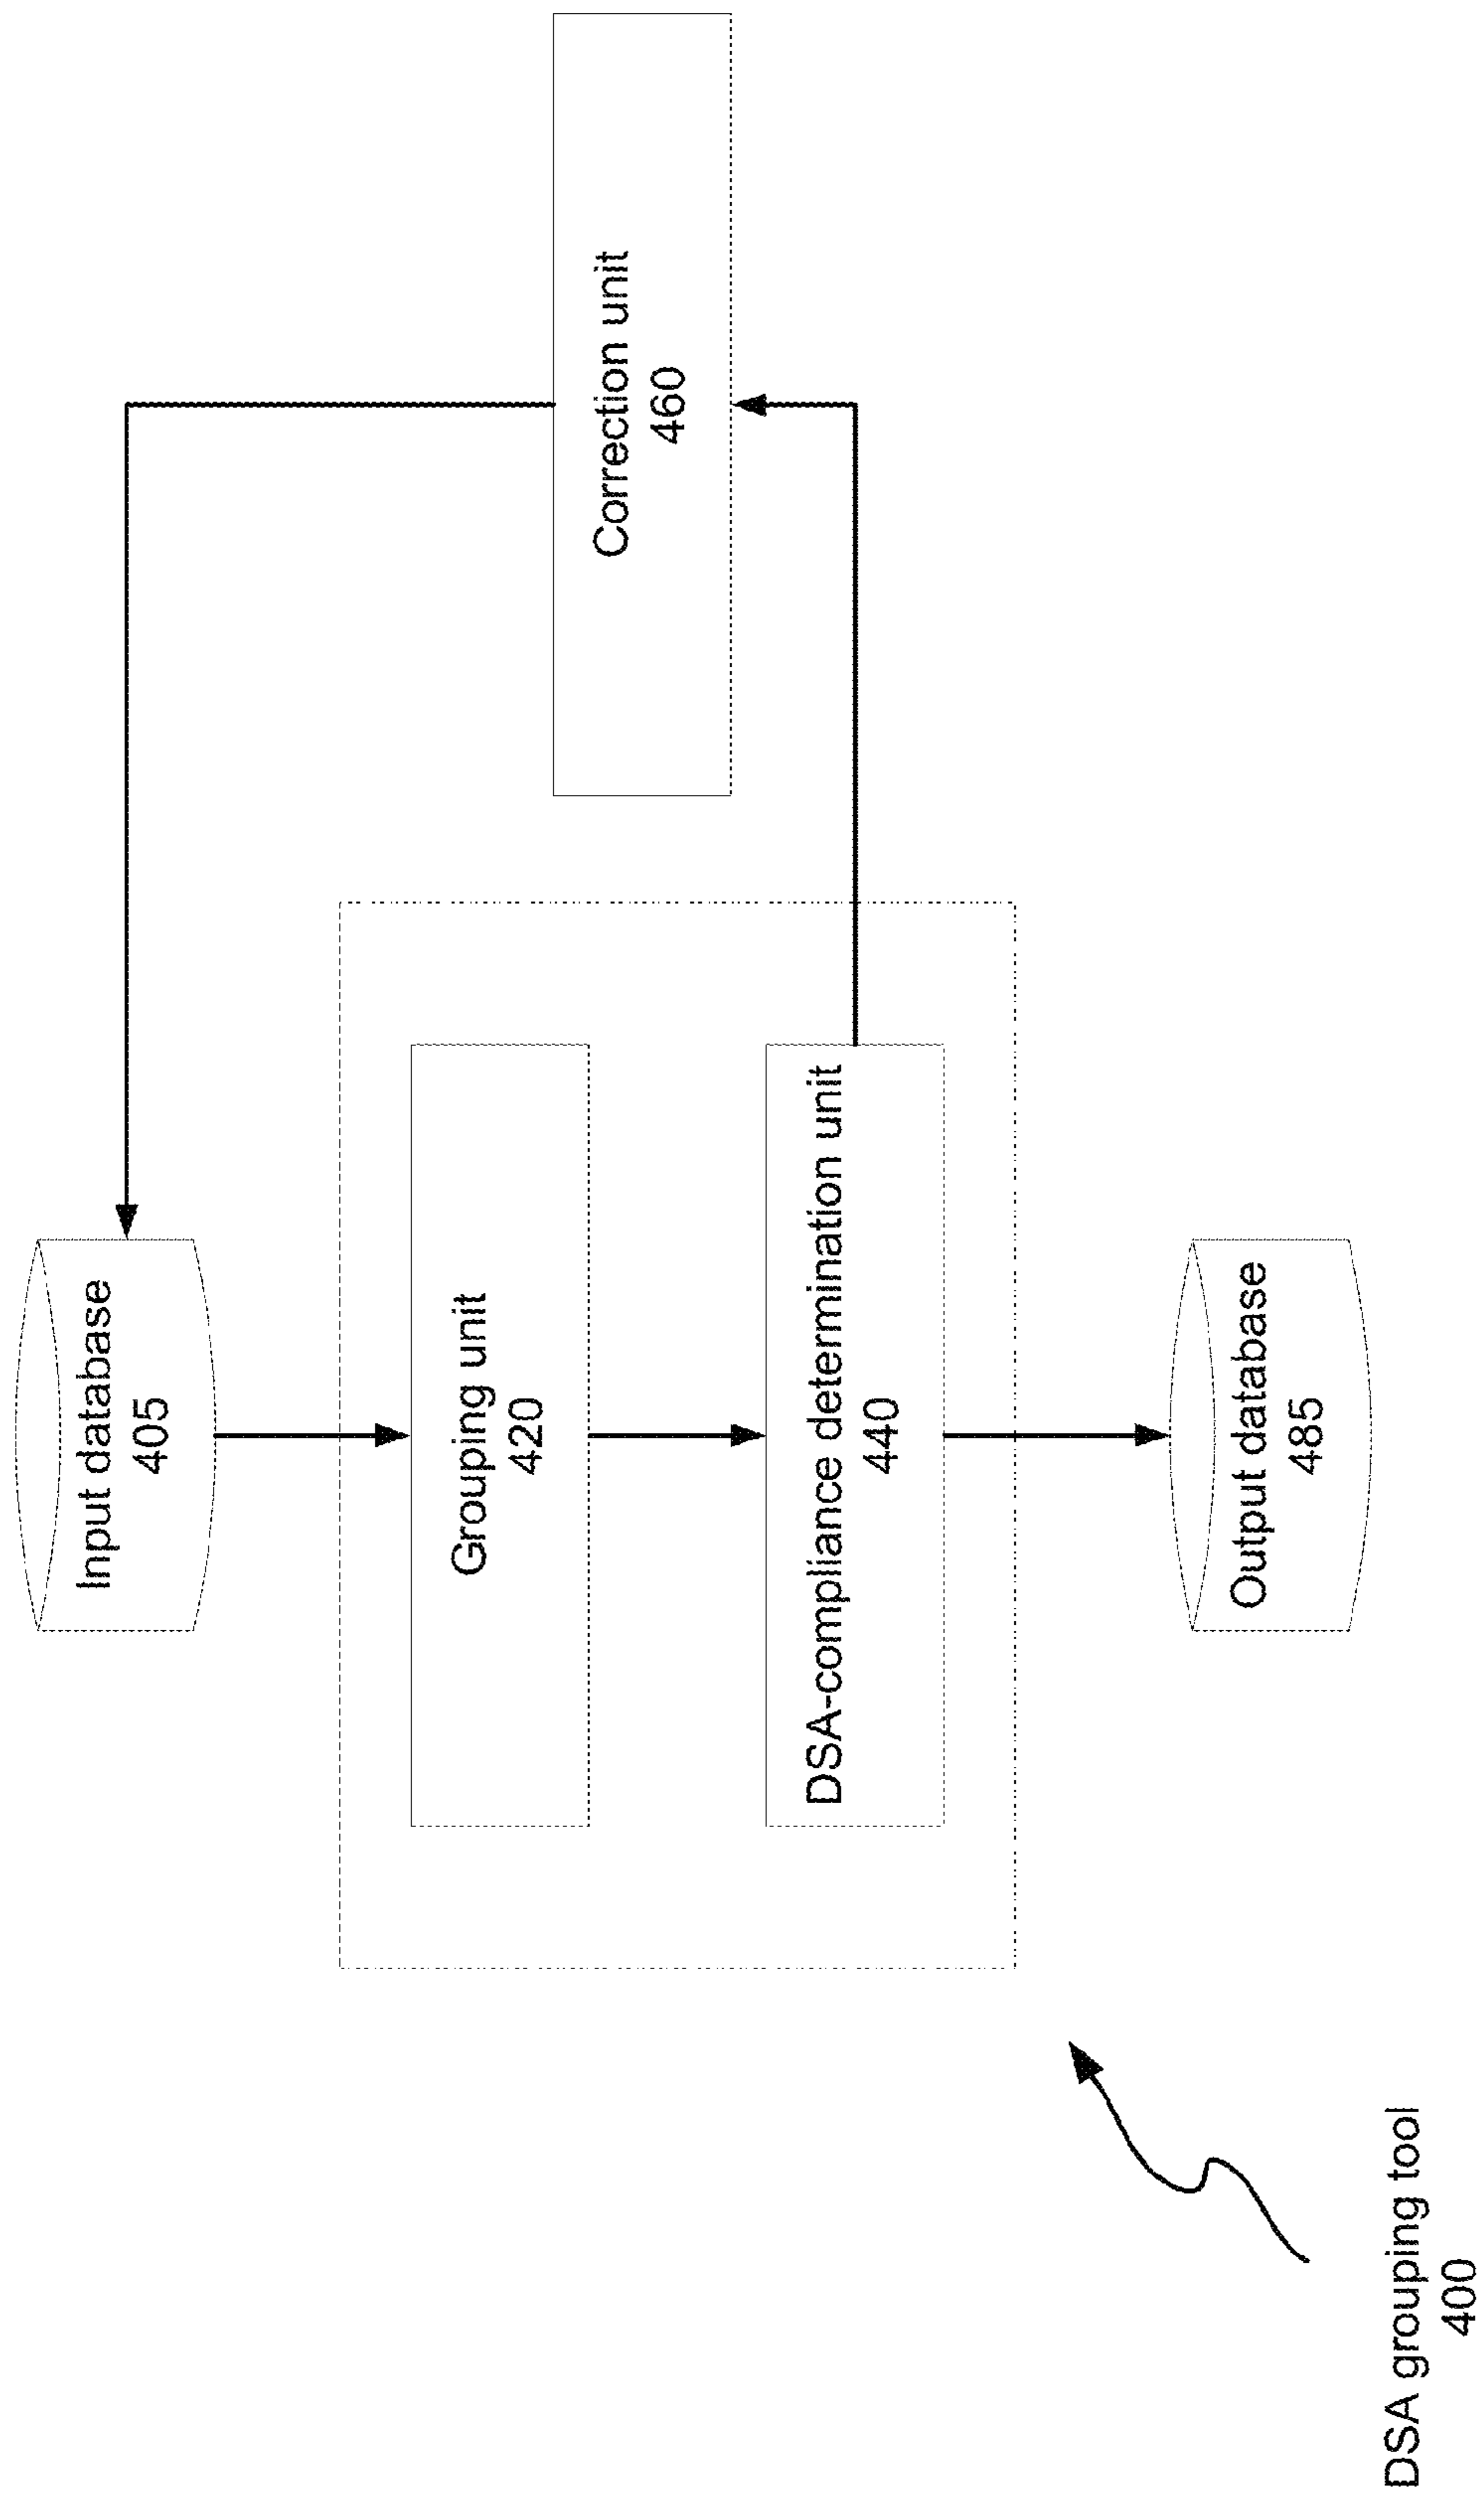 Input database
405
Grouping unit
420
DSA-compliance determination unit
440
Correction unit
460
Output database
485
DSA grouping tool
400